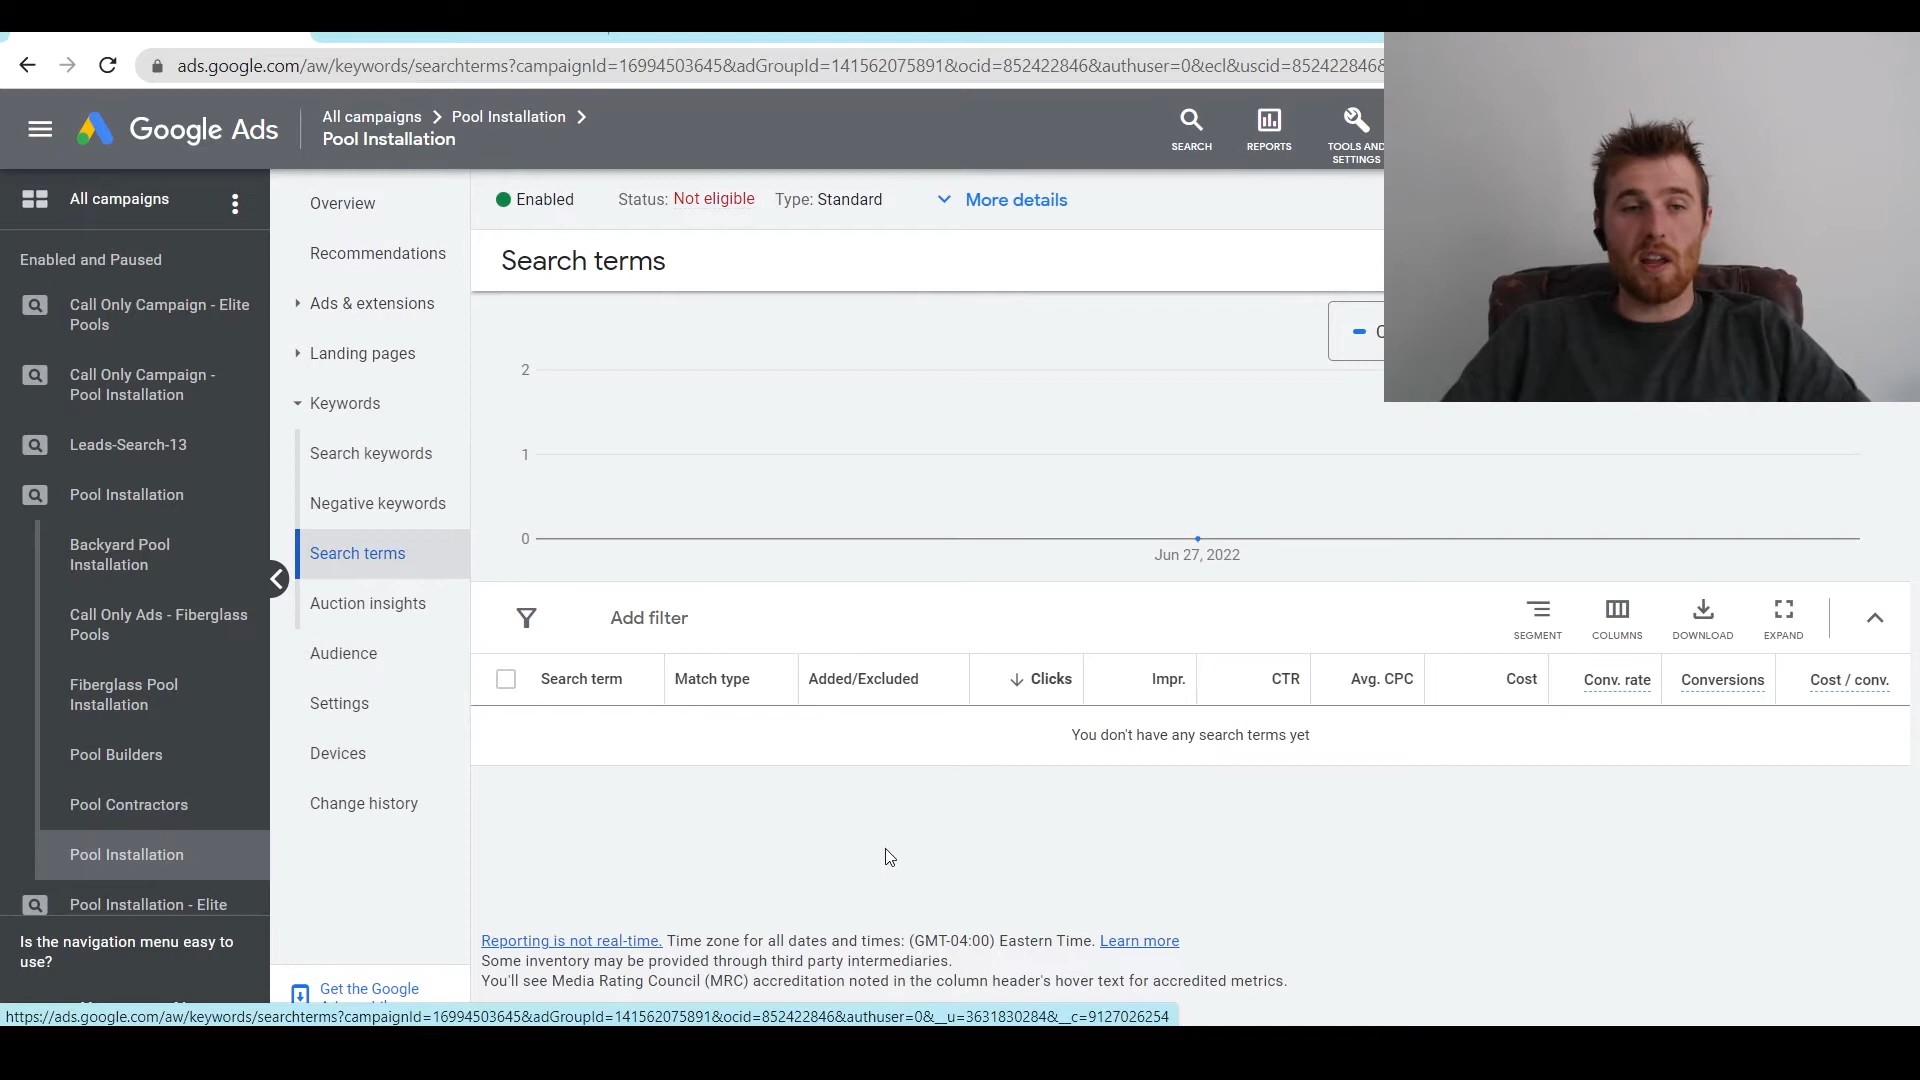 ads.google.com/aw/keywords/searchterms?campaignId=16994503645&adGroupId=141562075891&ocid=852422846&authuser=0&ecl&uscid=852422846&
Google Ads
All campaigns
Pool Installation
Pool Installation
SEARCH
REPORTS
TOOLS AND
SETTINGS
All campaigns
Enabled and Paused
Call Only Campaign - Elite
Pools
Call Only Campaign -
Pool Installation
Leads-Search-13
Pool Installation
Backyard Pool
Installation
Call Only Ads - Fiberglass
Pools
Fiberglass Pool
Installation
Pool Builders
Pool Contractors
Pool Installation
Pool Installation - Elite
Is the navigation menu easy to
use?
Overview
Recommendations
Ads & extensions
Landing pages
Keywords
Search keywords
Negative keywords
Search terms
Auction insights
Audience
Settings
Devices
Change history
Get the Google
Enabled
Status: Not eligible
Type: Standard
More details
Search terms
2
1
0
Jun 27, 2022
Add filter
SEGMENT
COLUMNS
DOWNLOAD
EXPAND
Search term
Match type
Added/Excluded
Clicks
Impr.
CTR
Avg. CPC
Cost
Conv. rate
Conversions
Cost / conv.
You don't have any search terms yet
Reporting is not real-time. Time zone for all dates and times: (GMT-04:00) Eastern Time. Learn more
Some inventory may be provided through third party intermediaries.
You'll see Media Rating Council (MRC) accreditation noted in the column header's hover text for accredited metrics.
https://ads.google.com/aw/keywords/searchterms?campaignId=16994503645&adGroupId=141562075891&ocid=852422846&authuser=0&__u=3631830284&__c=9127026254